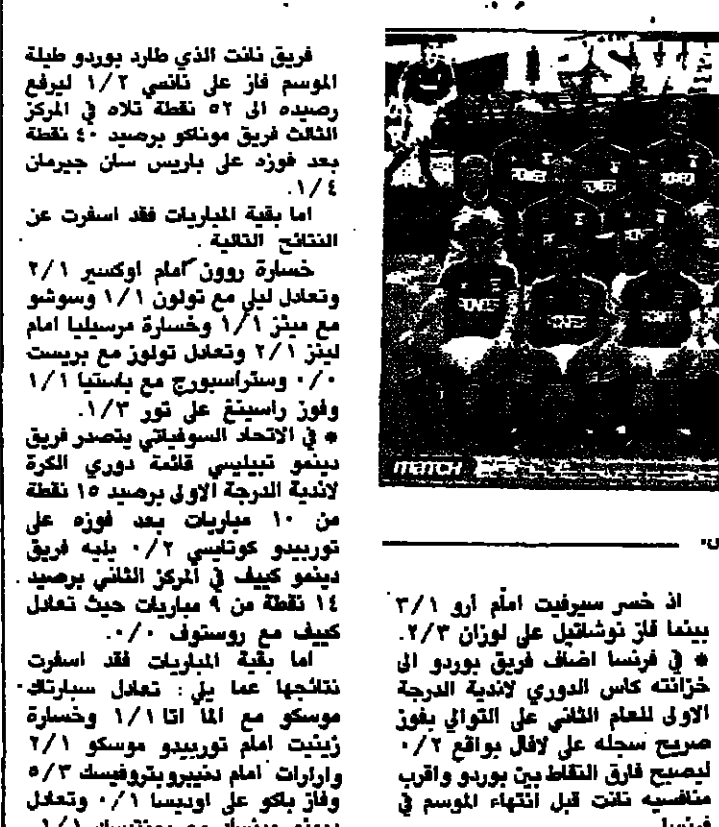 اذ خسر سيرفيت امام أرو ٣/١
بينما فاز نوشاتيل على لوزان ٢/٣.
* في فرنسا اضاف فريق بوردو الى
خزانته كاس الدوري لاندية الدرجة
الاولى للعام الثاني على التوالي بفوز
صريح سجله على لافال بواقع ٠/٢
ليصبح فارق النقاط بين بوردو واقرب
منافسيه نانت قبل انتهاء الموسم في
فرنسا
فريق نانت الذي طارد بوردو طيلة
الموسم فاز على نانسي ١/٢ ليرفع
رصيده الى ٥٢ نقطة تلاه في المركز
الثالث فريق موناكو برصيد ٤٠ نقطة
بعد فوزه على باريس سان جيرمان
١/٤.
اما بقية المباريات فقد اسفرت عن
النتائج التالية .
خسارة روون امام اوكسير ٢/١
وتعادل ليل مع تولون ١/١ وسوشو
مع ميتز ١/١ وخسارة مرسيليا امام
لينز ٢/١ وتعادل تولوز مع بريست
٠/٠ وستراسبورج مع باستيا ١/١
وفوز راسينغ على تور ١/٣.
* في الاتحاد السوفياتي يتصدر فريق
دينمو تبيليسي قائمة دوري الكرة
لاندية الدرجة الاولى برصيد ١٥ نقطة
من ١٠ مباريات بعد فوزه على
توربيدو كوتايسي ٠/٢ يليه فريق
دينمو كييف في المركز الثاني برصيد
١٤ نقطة من ٩ مباريات حيث تعادل
كييف مع روستوف ٠/٠.
اما بقية المباريات فقد اسفرت
نتائجها عما يلي : تعادل سبارتاك
موسكو مع الما اتا ١/١ وخسارة
زينيت امام توربيدو موسكو ٢/١
وارارات امام دنيبروبتروفيسك ٥/٣
وفاز باكو على اوديسا ٠/١ وتعادل
دينمو مينسك مع ١/١
match